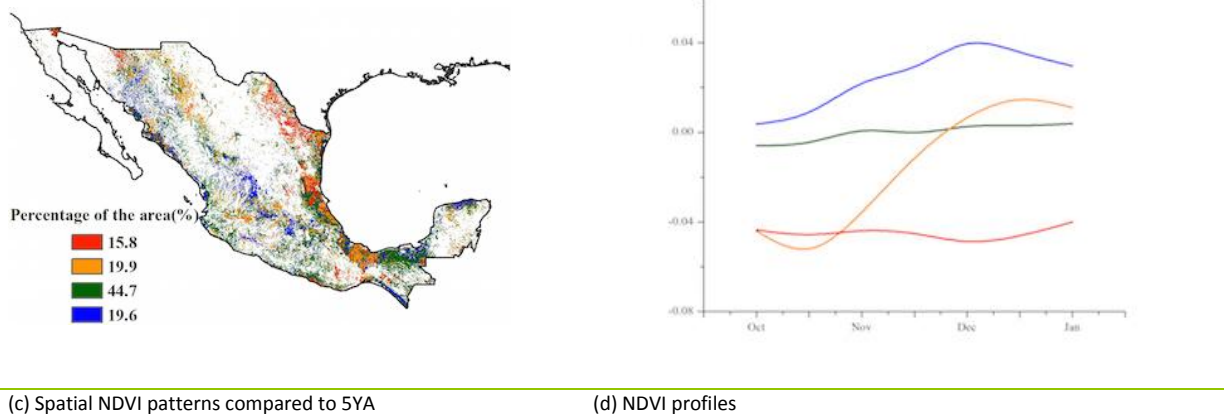 Percentage of the area(%)
15.8
19.9
44.7
19.6
0.04
0.00
-0.04
-0.08
Oct Nov Dec Jan
(c) Spatial NDVI patterns compared to 5YA (d) NDVI profiles